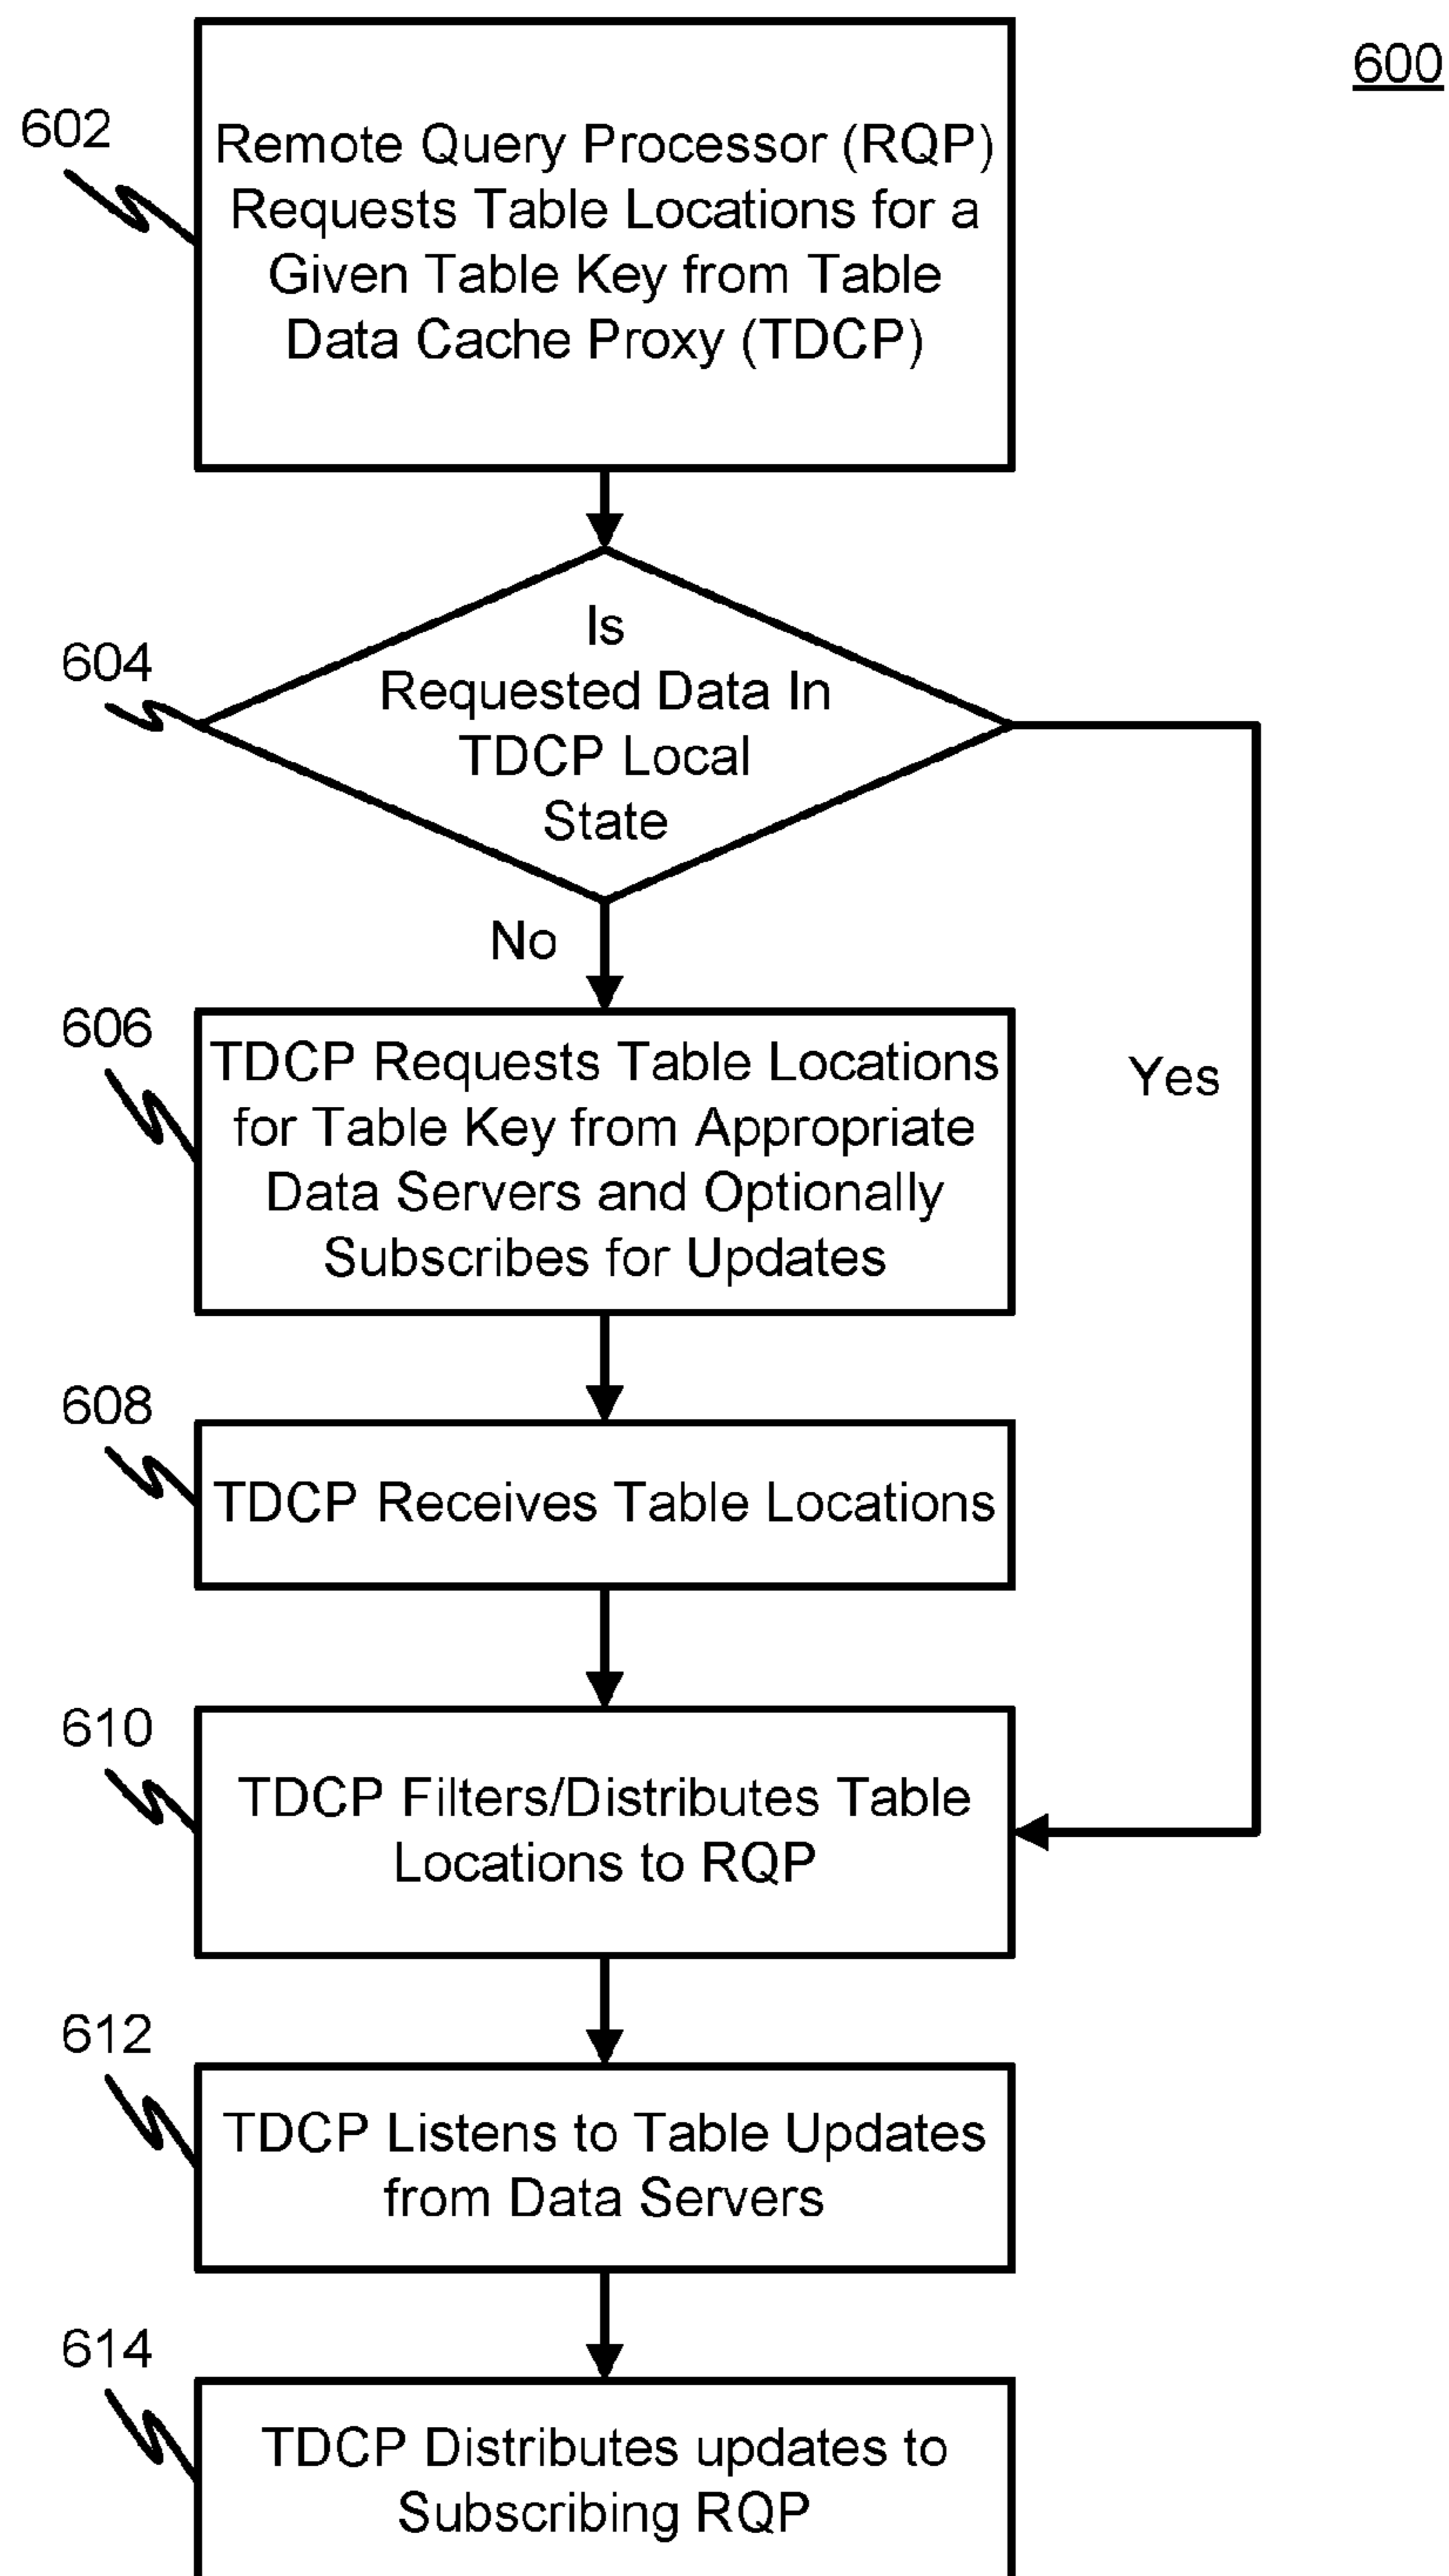 600
602
Remote Query Processor (RQP)
Requests Table Locations for a
Given Table Key from Table
Data Cache Proxy (TDCP)
604
Is
Requested Data In
TDCP Local
State
No
Yes
606
TDCP Requests Table Locations
for Table Key from Appropriate
Data Servers and Optionally
Subscribes for Updates
608
TDCP Receives Table Locations
610
TDCP Filters/Distributes Table
Locations to RQP
612
TDCP Listens to Table Updates
from Data Servers
614
TDCP Distributes updates to
Subscribing RQP